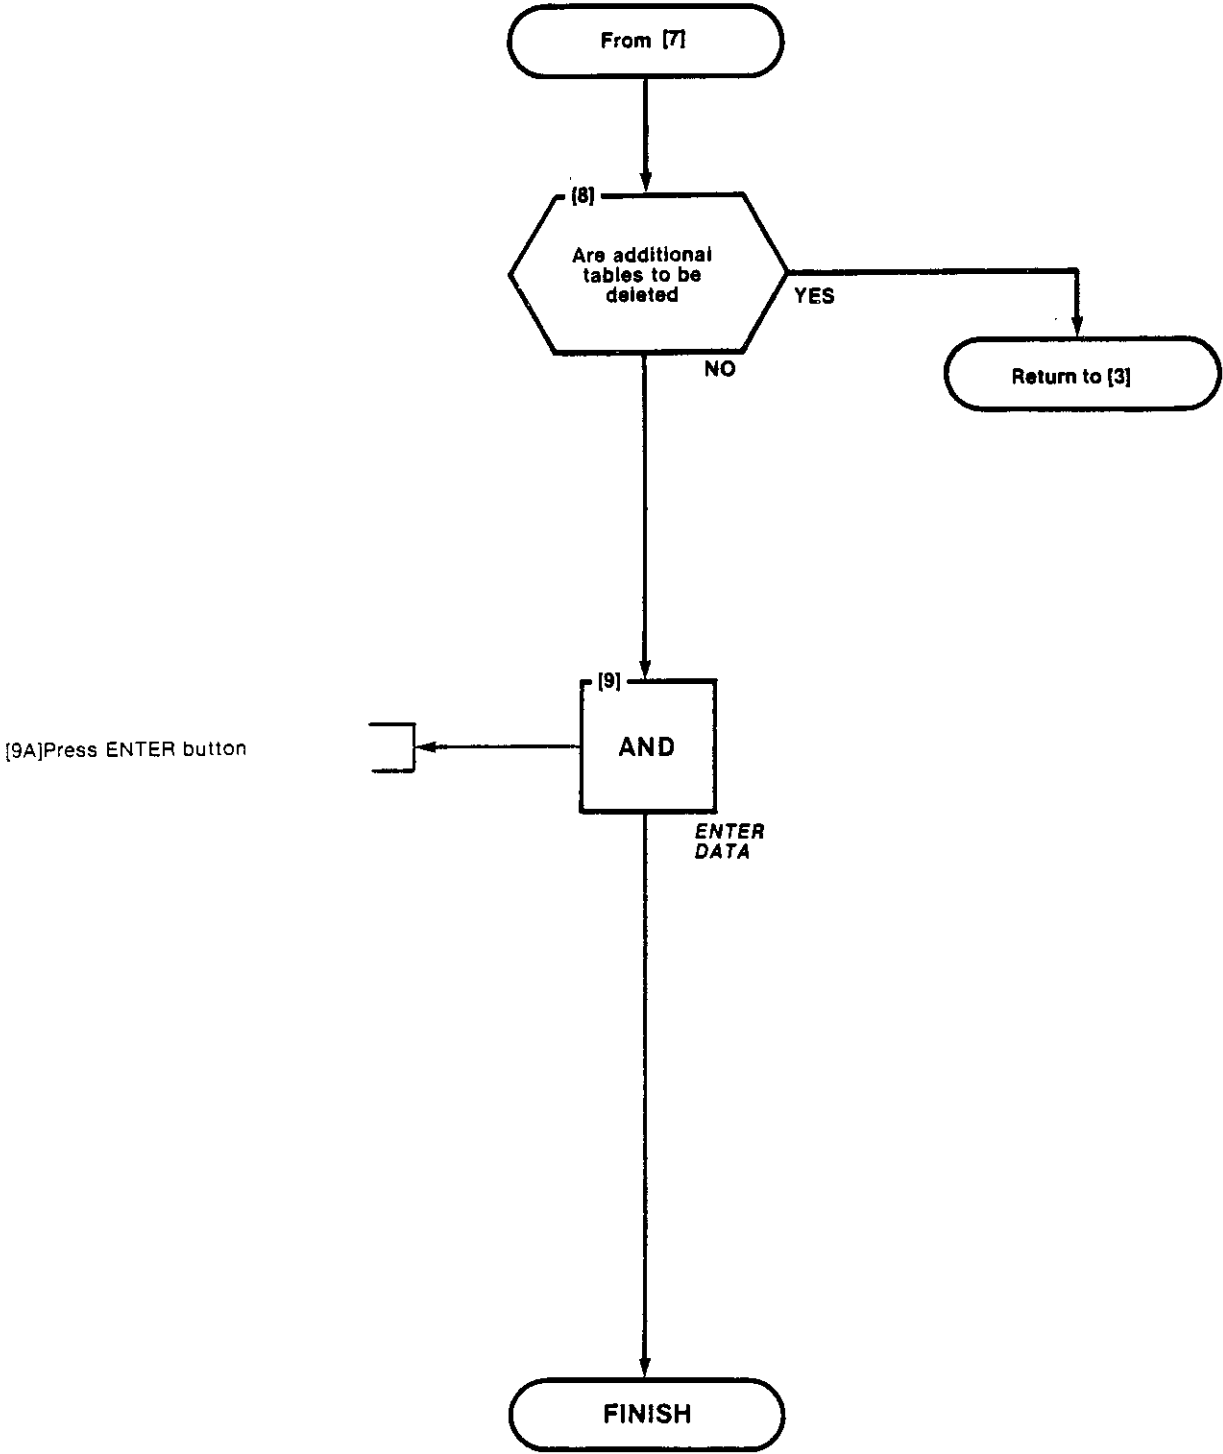 From [7]
[8]
Are additional
tables to be
deleted
YES
NO
Return to [3]
[9]
AND
[9A]Press ENTER button
ENTER
DATA
FINISH